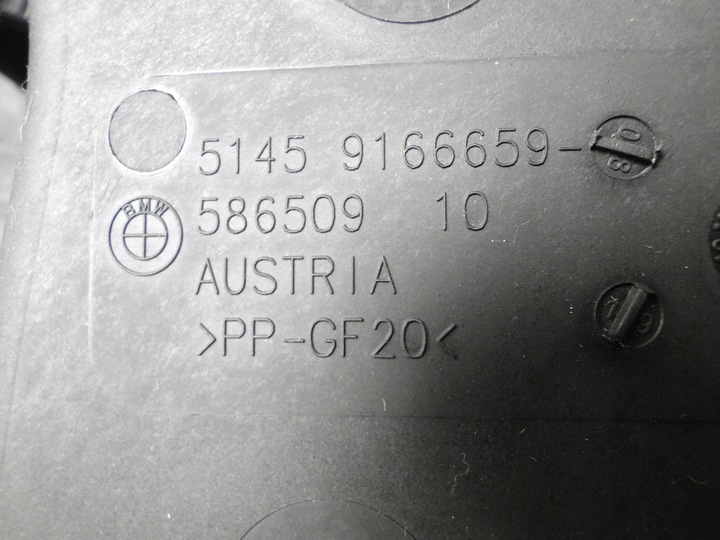 5145 9166659-
BMW
586509 10
AUSTRIA
>PP-GF20<